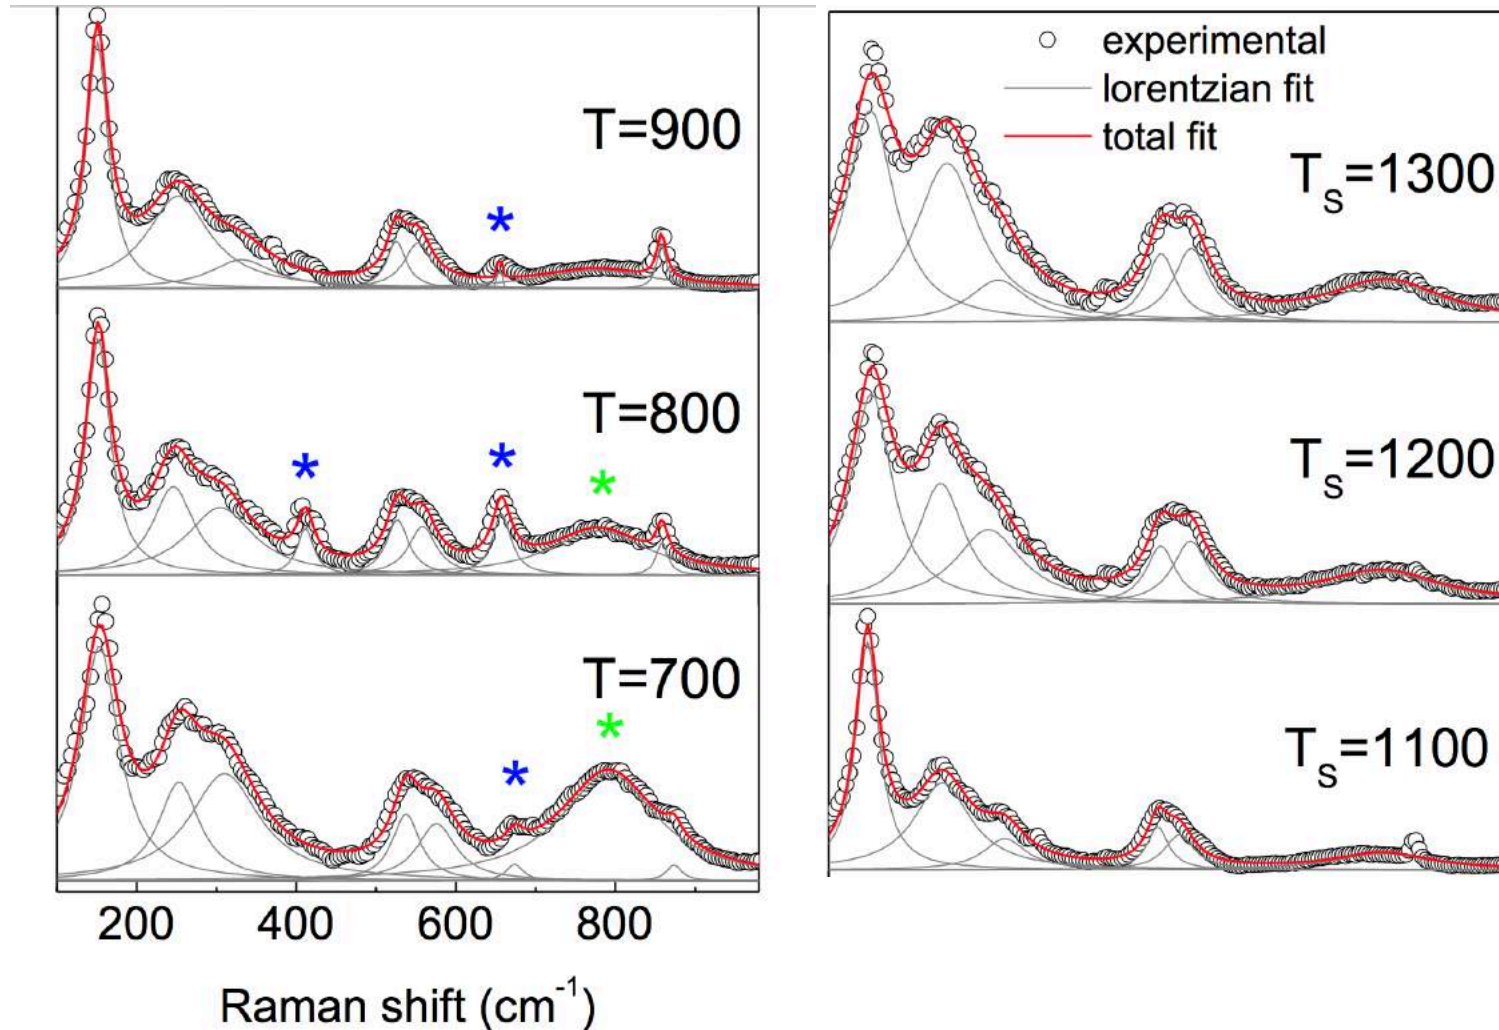 T=900
*
T=800
* * *
T=700
* *
200 400 600 800
Raman shift (cm⁻¹)
experimental
lorentzian fit
total fit
T_S=1300
T_S=1200
T_S=1100